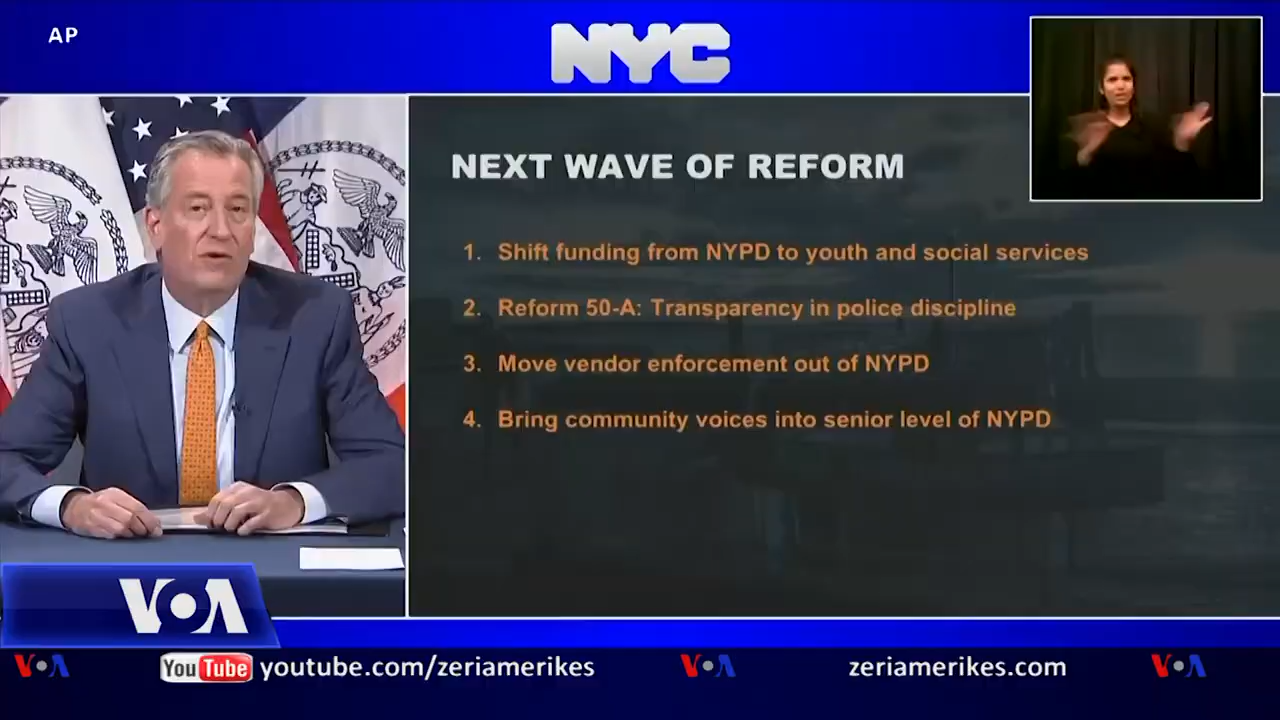 AP
NYC
NEXT WAVE OF REFORM
1. Shift funding from NYPD to youth and social services
2. Reform 50-A: Transparency in police discipline
3. Move vendor enforcement out of NYPD
4. Bring community voices into senior level of NYPD
VOA
VOA YouTube youtube.com/zeriamerikes VOA zeriamerikes.com VOA